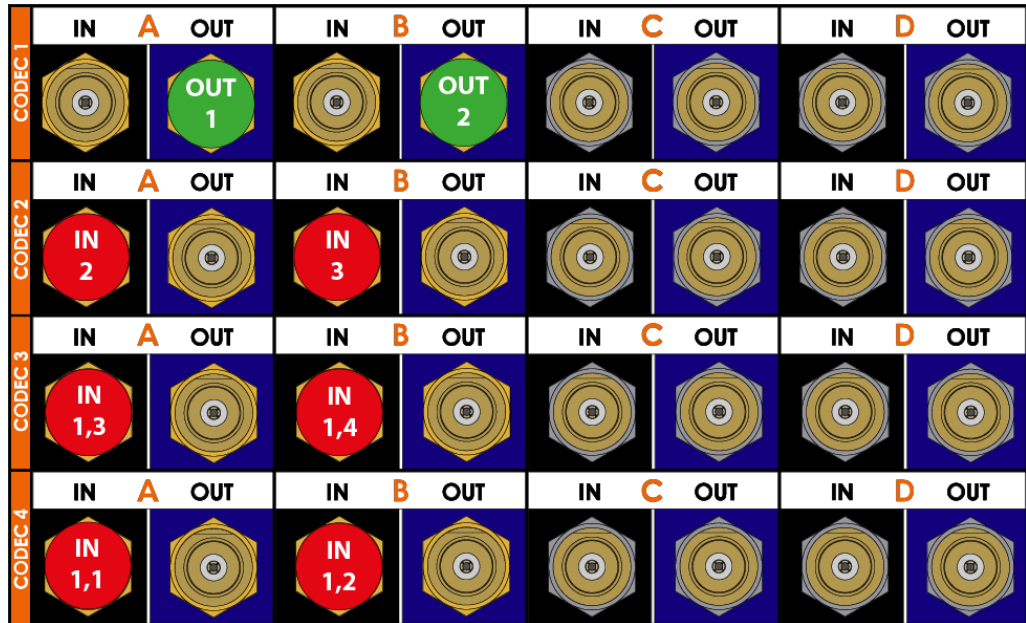 CODEC 1
IN A OUT IN B OUT IN C OUT IN D OUT
OUT
1
OUT
2
CODEC 2
IN A OUT IN B OUT IN C OUT IN D OUT
IN
2
IN
3
CODEC 3
IN A OUT IN B OUT IN C OUT IN D OUT
IN
1,3
IN
1,4
CODEC 4
IN A OUT IN B OUT IN C OUT IN D OUT
IN
1,1
IN
1,2